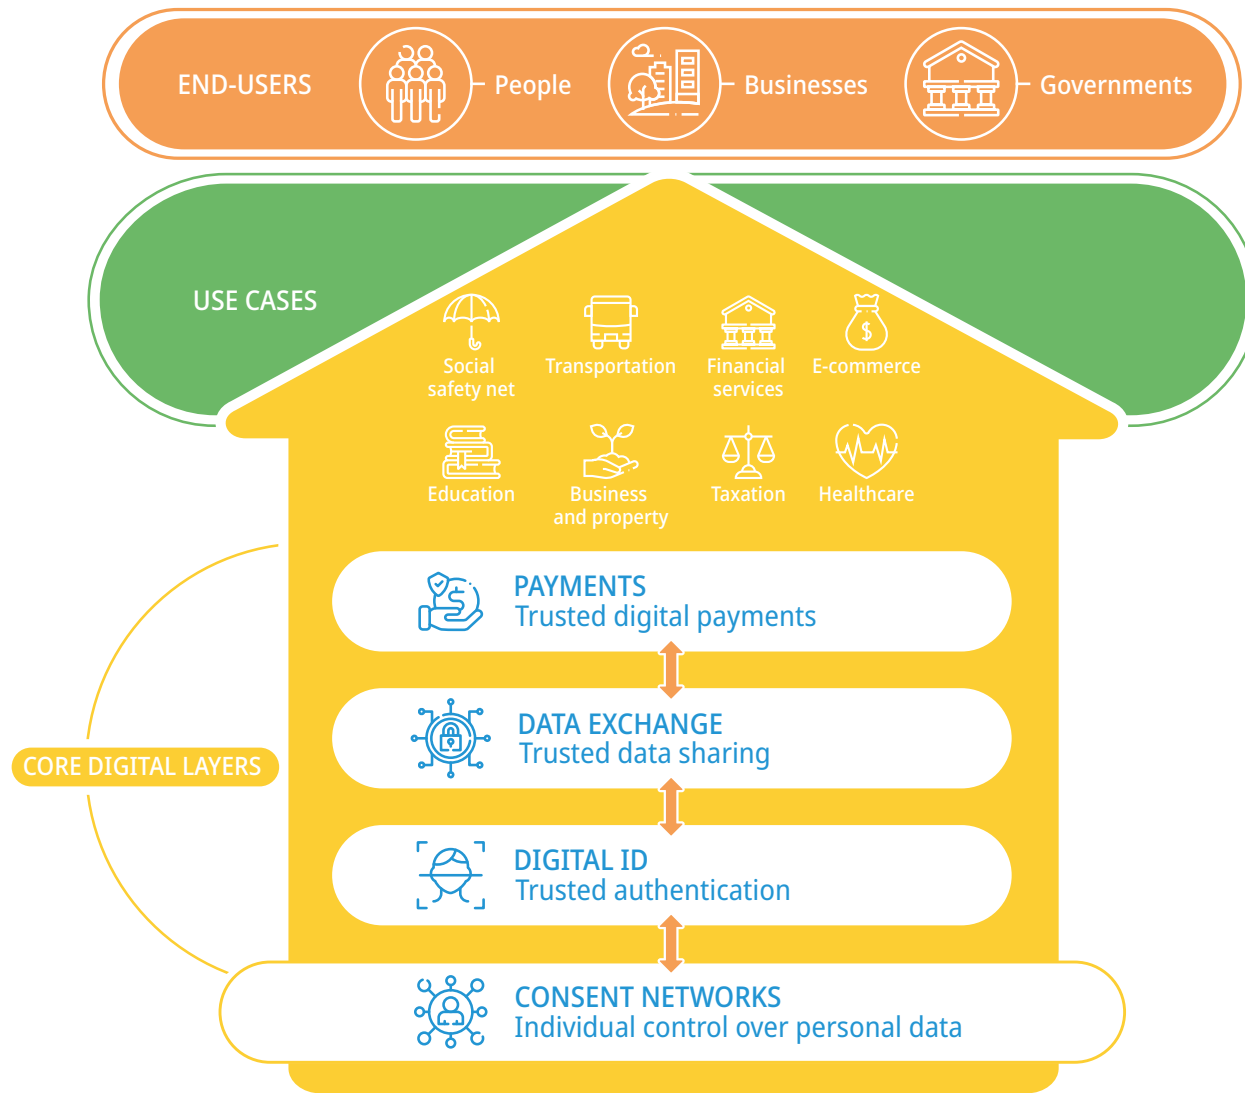 END-USERS
People
Businesses
Governments
USE CASES
Social
safety net
Transportation
Financial
services
E-commerce
Education
Business
and property
Taxation
Healthcare
PAYMENTS
Trusted digital payments
DATA EXCHANGE
Trusted data sharing
CORE DIGITAL LAYERS
DIGITAL ID
Trusted authentication
CONSENT NETWORKS
Individual control over personal data